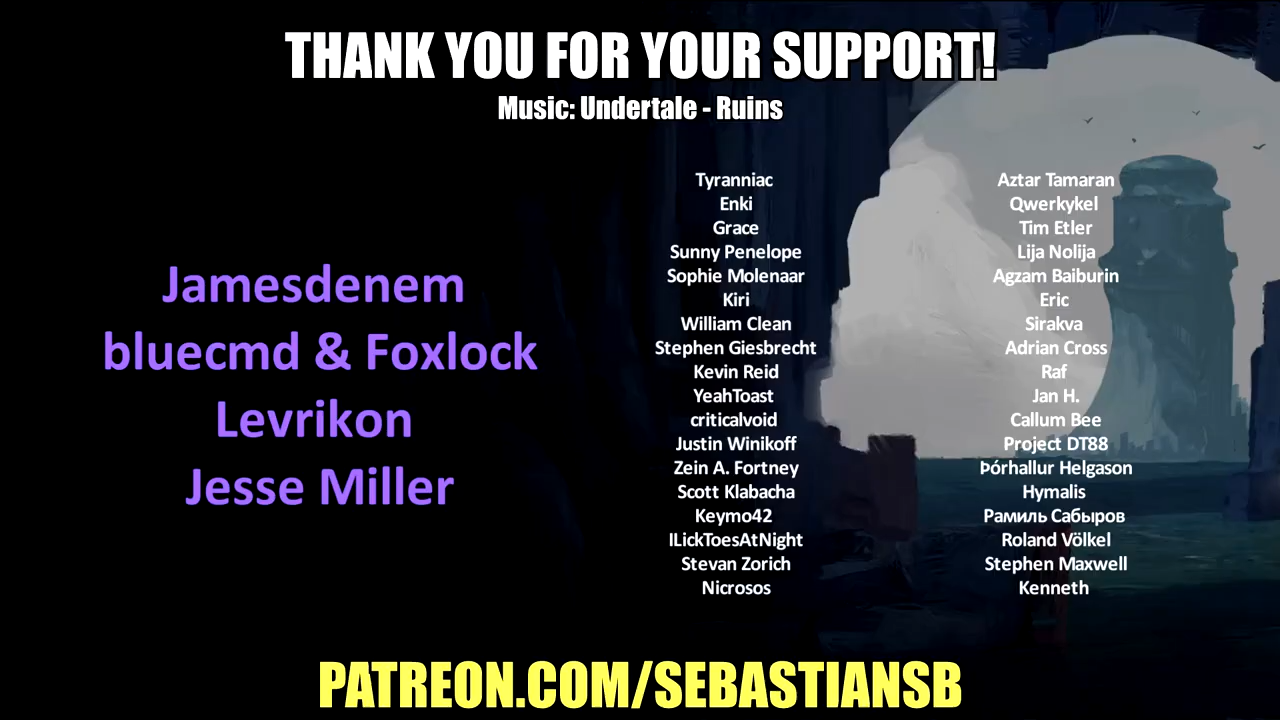 THANK YOU FOR YOUR SUPPORT!
Music: Undertale - Ruins
Jamesdenem
bluecmd & Foxlock
Levrikon
Jesse Miller
Tyranniac
Enki
Grace
Sunny Penelope
Sophie Molenaar
Kiri
William Clean
Stephen Giesbrecht
Kevin Reid
YeahToast
criticalvoid
Justin Winikoff
Zein A. Fortney
Scott Klabacha
Keymo42
ILickToesAtNight
Stevan Zorich
Nicrosos
Aztar Tamaran
Qwerkykel
Tim Etler
Lija Nolija
Agzam Baiburin
Eric
Sirakva
Adrian Cross
Raf
Jan H.
Callum Bee
Project DT88
Þórhallur Helgason
Hymalis
Рамиль Сабыров
Roland Völkel
Stephen Maxwell
Kenneth
PATREON.COM/SEBASTIANSB